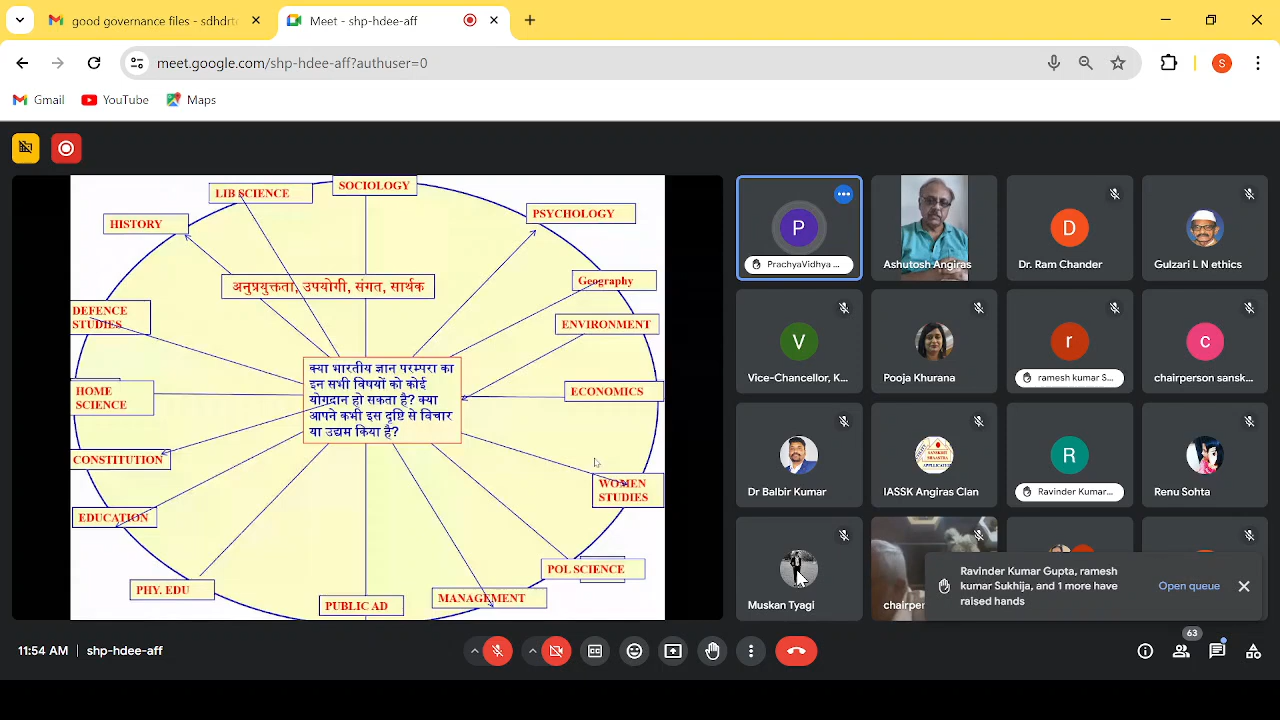 good governance files - sdhdrt
Meet - shp-hdee-aff
meet.google.com/shp-hdee-aff?authuser=0
S
Gmail
YouTube
Maps
LIB SCIENCE
SOCIOLOGY
PSYCHOLOGY
HISTORY
Geography
अनुप्रयुक्तता, उपयोगी, संगत, सार्थक
ENVIRONMENT
DEFENCE
STUDIES
क्या भारतीय ज्ञान परम्परा का
इन सभी विषयों को कोई
योगदान हो सकता है? क्या
आपने कभी इस दृष्टि से विचार
या उद्यम किया है?
HOME
SCIENCE
ECONOMICS
CONSTITUTION
WOMEN
STUDIES
EDUCATION
POL SCIENCE
PHY. EDU
MANAGEMENT
PUBLIC AD
P
PrachyaVidhya ...
Ashutosh Angiras
D
Dr. Ram Chander
Gulzari L N ethics
V
Vice-Chancellor, K...
Pooja Khurana
r
ramesh kumar S...
c
chairperson sansk...
Dr Balbir Kumar
IASSK Angiras Clan
R
Ravinder Kumar...
Renu Sohta
Muskan Tyagi
chairpe
Ravinder Kumar Gupta, ramesh
kumar Sukhija, and 1 more have
raised hands
Open queue
11:54 AM
shp-hdee-aff
63